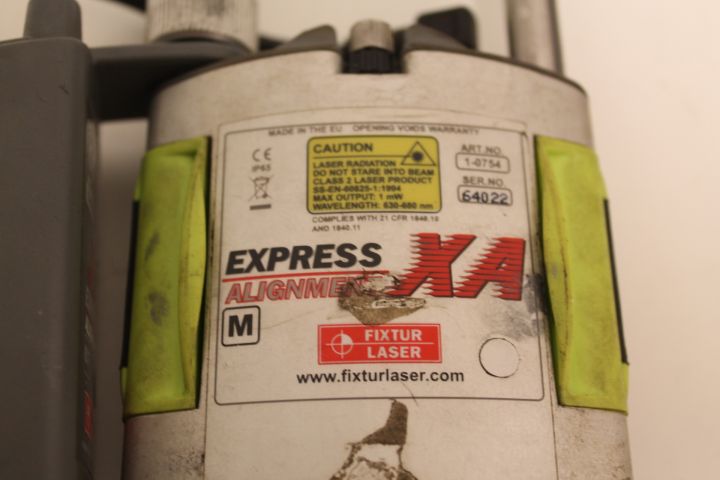 MADE IN THE EU OPENING VOIDS WARRANTY
CE
IP65
CAUTION
LASER RADIATION
DO NOT STARE INTO BEAM
CLASS 2 LASER PRODUCT
SS-EN-60825-1:1994
MAX OUTPUT: 1 mW
WAVELENGTH: 630-680 nm
COMPLIES WITH 21 CFR 1040.10
AND 1040.11
ART.NO.
1-0754
SER.NO
64022
EXPRESS
ALIGNMENT
XA
M
FIXTUR
LASER
www.fixturlaser.com